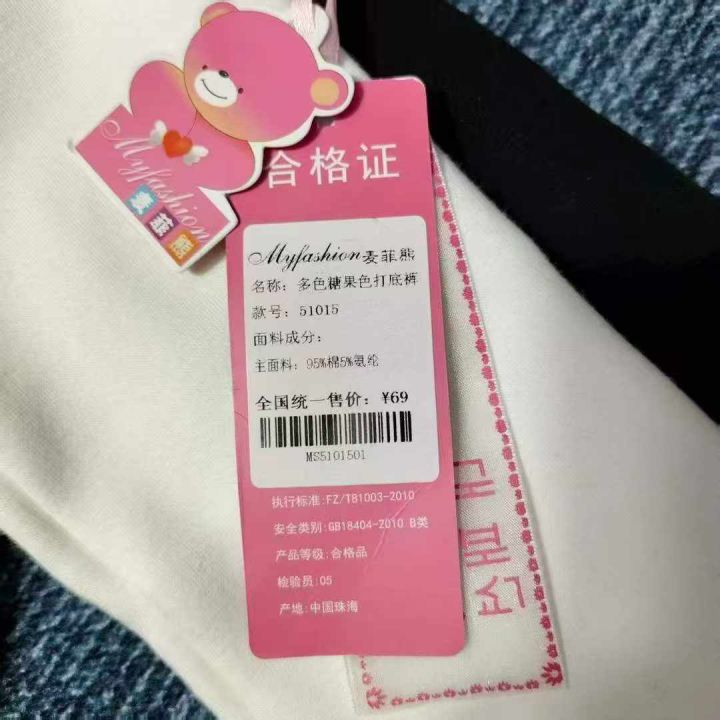 Myfashion
麦菲熊
合格证
Myfashion麦菲熊
名称：多色糖果色打底裤
款号：51015
面料成分：
主面料：95%棉5%氨纶
全国统一售价：¥69
MS5101501
执行标准:FZ/T81003-2010
安全类别:GB18404-2010 B类
产品等级:合格品
检验员:05
产地:中国珠海